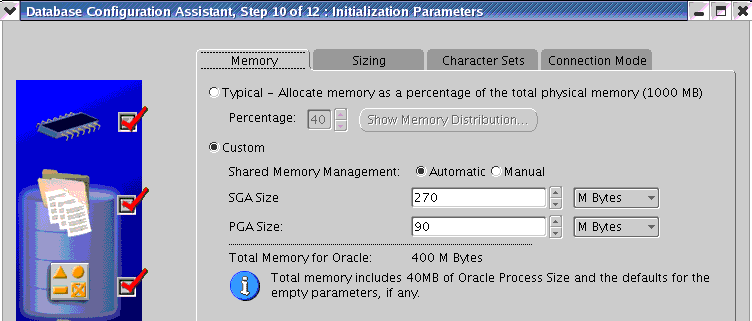 Database Configuration Assistant, Step 10 of 12 : Initialization Parameters
Memory Sizing Character Sets Connection Mode
Typical - Allocate memory as a percentage of the total physical memory (1000 MB)
Percentage: 40 Show Memory Distribution...
Custom
Shared Memory Management: Automatic Manual
SGA Size 270 M Bytes
PGA Size: 90 M Bytes
Total Memory for Oracle: 400 M Bytes
Total memory includes 40MB of Oracle Process Size and the defaults for the
empty parameters, if any.